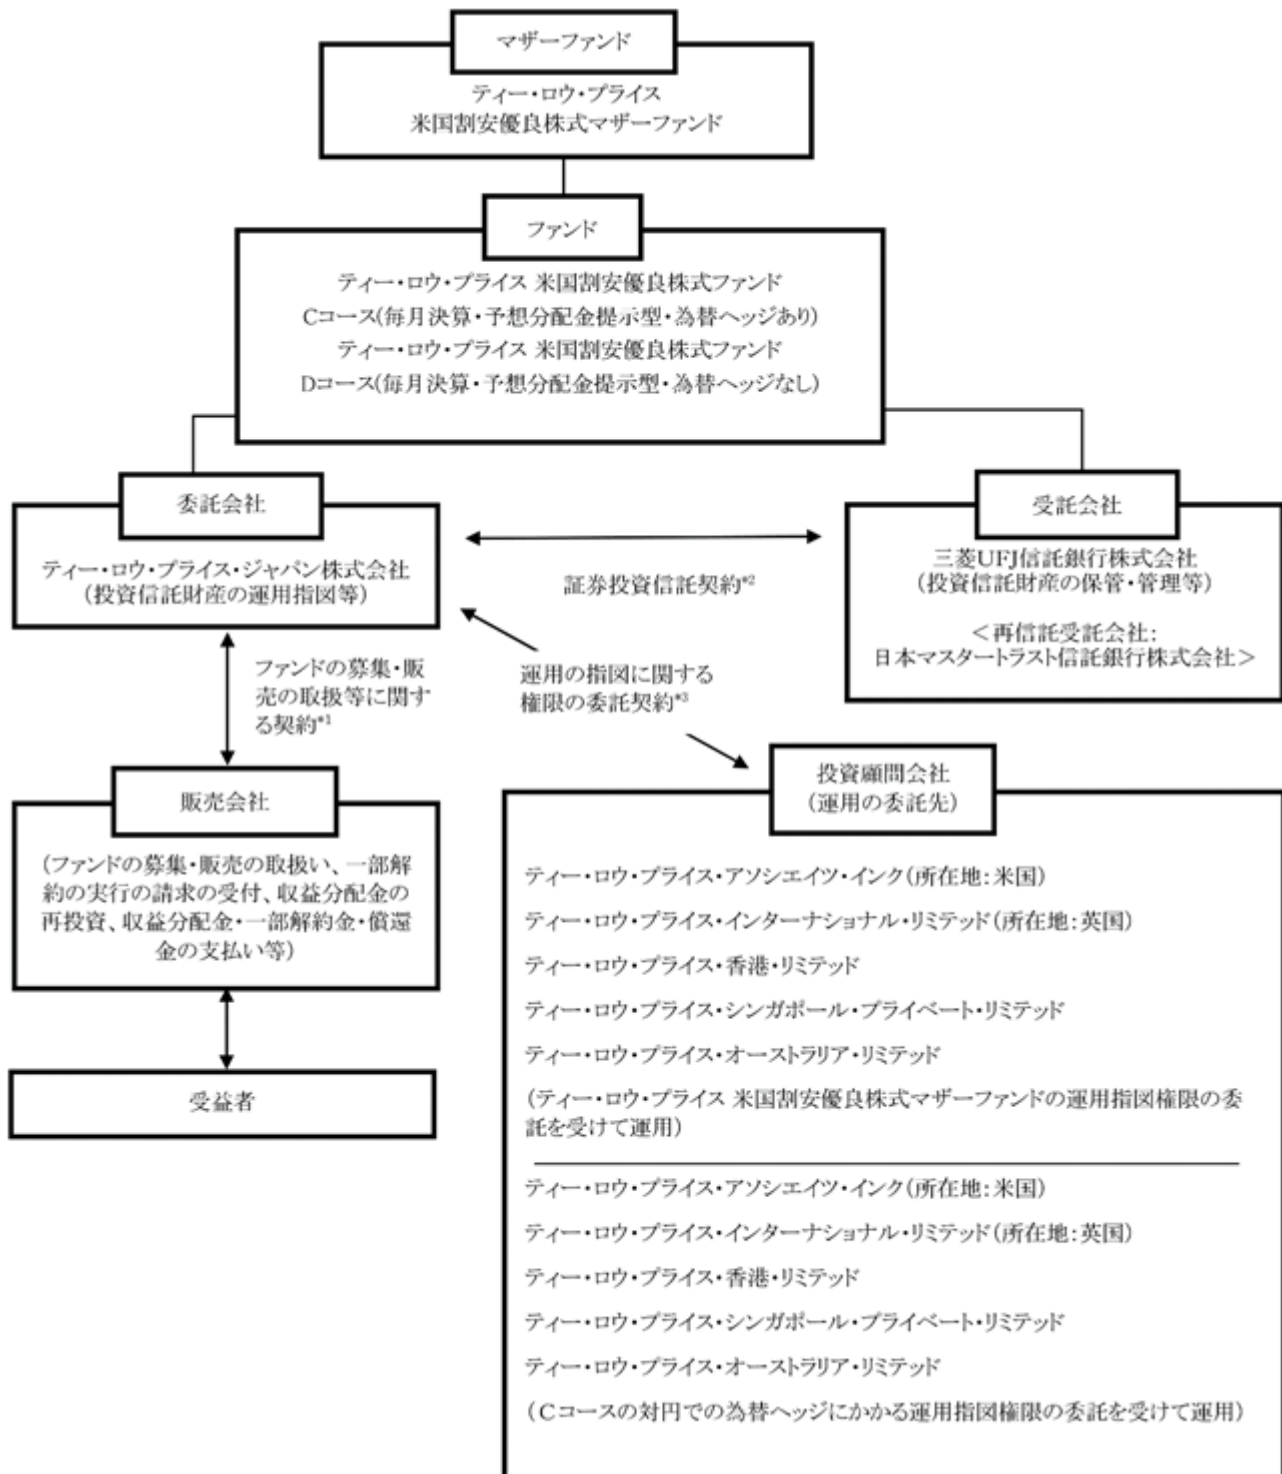 マザーファンド
ティー・ロウ・プライス
米国割安優良株式マザーファンド
ファンド
ティー・ロウ・プライス 米国割安優良株式ファンド
Cコース(毎月決算・予想分配金提示型・為替ヘッジあり)
ティー・ロウ・プライス 米国割安優良株式ファンド
Dコース(毎月決算・予想分配金提示型・為替ヘッジなし)
委託会社
ティー・ロウ・プライス・ジャパン株式会社
(投資信託財産の運用指図等)
証券投資信託契約*2
受託会社
三菱UFJ信託銀行株式会社
(投資信託財産の保管・管理等)
<再信託受託会社:
日本マスタートラスト信託銀行株式会社>
ファンドの募集・販
売の取扱等に関す
る契約*1
運用の指図に関する
権限の委託契約*3
販売会社
(ファンドの募集・販売の取扱い、一部解
約の実行の請求の受付、収益分配金の
再投資、収益分配金・一部解約金・償還
金の支払い等)
受益者
投資顧問会社
(運用の委託先)
ティー・ロウ・プライス・アソシエイツ・インク(所在地:米国)
ティー・ロウ・プライス・インターナショナル・リミテッド(所在地:英国)
ティー・ロウ・プライス・香港・リミテッド
ティー・ロウ・プライス・シンガポール・プライベート・リミテッド
ティー・ロウ・プライス・オーストラリア・リミテッド
(ティー・ロウ・プライス 米国割安優良株式マザーファンドの運用指図権限の委
託を受けて運用)
ティー・ロウ・プライス・アソシエイツ・インク(所在地:米国)
ティー・ロウ・プライス・インターナショナル・リミテッド(所在地:英国)
ティー・ロウ・プライス・香港・リミテッド
ティー・ロウ・プライス・シンガポール・プライベート・リミテッド
ティー・ロウ・プライス・オーストラリア・リミテッド
(Cコースの対円での為替ヘッジにかかる運用指図権限の委託を受けて運用)